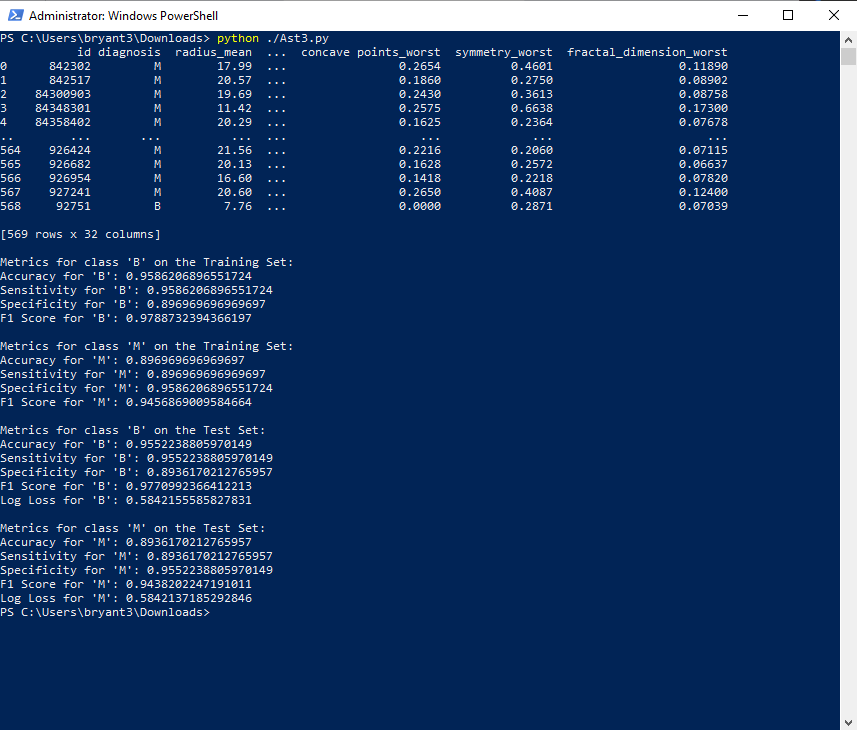 Administrator: Windows PowerShell
PS C:\Users\bryant3\Downloads> python ./Ast3.py
id diagnosis radius_mean ... concave points_worst symmetry_worst fractal_dimension_worst
0 842302 M 17.99 ... 0.2654 0.4601 0.11890
1 842517 M 20.57 ... 0.1860 0.2750 0.08902
2 84300903 M 19.69 ... 0.2430 0.3613 0.08758
3 84348301 M 11.42 ... 0.2575 0.6638 0.17300
4 84358402 M 20.29 ... 0.1625 0.2364 0.07678
.. ... ... ... ... ... ... ...
564 926424 M 21.56 ... 0.2216 0.2060 0.07115
565 926682 M 20.13 ... 0.1628 0.2572 0.06637
566 926954 M 16.60 ... 0.1418 0.2218 0.07820
567 927241 M 20.60 ... 0.2650 0.4087 0.12400
568 92751 B 7.76 ... 0.0000 0.2871 0.07039
[569 rows x 32 columns]
Metrics for class 'B' on the Training Set:
Accuracy for 'B': 0.9586206896551724
Sensitivity for 'B': 0.9586206896551724
Specificity for 'B': 0.896969696969697
F1 Score for 'B': 0.9788732394366197
Metrics for class 'M' on the Training Set:
Accuracy for 'M': 0.896969696969697
Sensitivity for 'M': 0.896969696969697
Specificity for 'M': 0.9586206896551724
F1 Score for 'M': 0.9456869009584664
Metrics for class 'B' on the Test Set:
Accuracy for 'B': 0.9552238805970149
Sensitivity for 'B': 0.9552238805970149
Specificity for 'B': 0.8936170212765957
F1 Score for 'B': 0.9770992366412213
Log Loss for 'B': 0.5842155585827831
Metrics for class 'M' on the Test Set:
Accuracy for 'M': 0.8936170212765957
Sensitivity for 'M': 0.8936170212765957
Specificity for 'M': 0.9552238805970149
F1 Score for 'M': 0.9438202247191011
Log Loss for 'M': 0.5842137185292846
PS C:\Users\bryant3\Downloads>